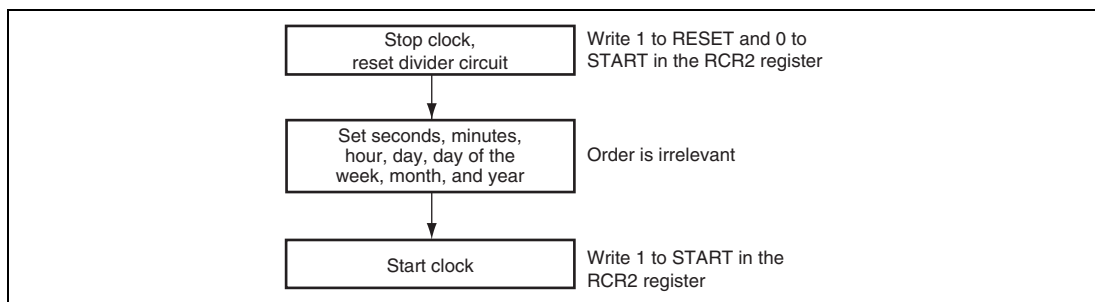 Stop clock,
reset divider circuit
Write 1 to RESET and 0 to
START in the RCR2 register
Set seconds, minutes,
hour, day, day of the
week, month, and year
Order is irrelevant
Start clock
Write 1 to START in the
RCR2 register